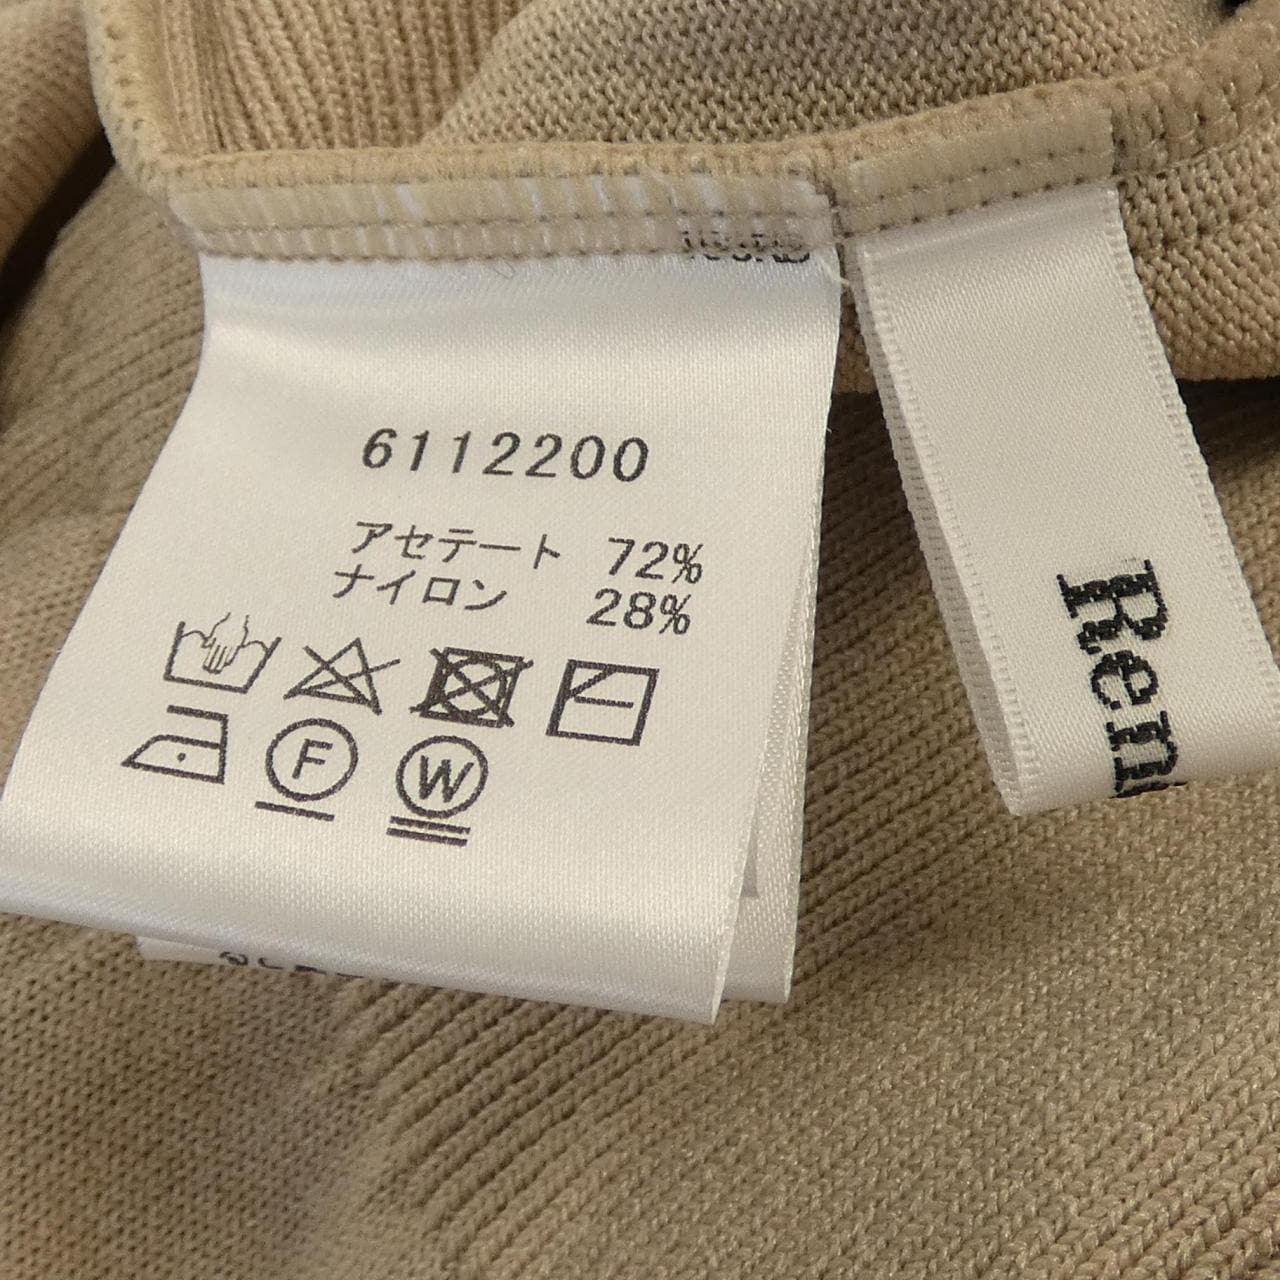 6112200
アセテート 72%
ナイロン 28%
F
W
Ren